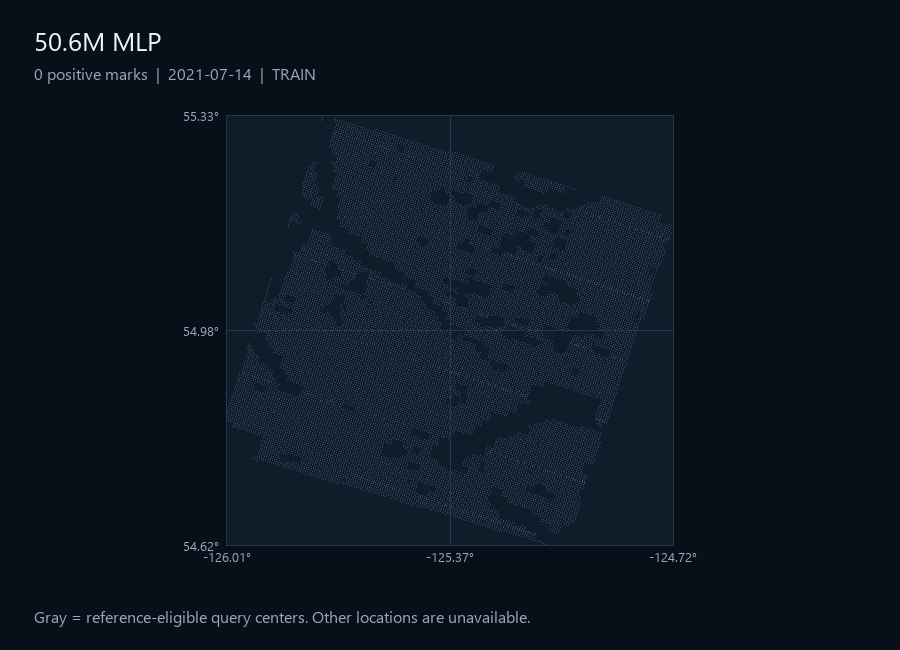 50.6M MLP
0 positive marks | 2021-07-14 | TRAIN
55.33°
54.98°
54.62°
-126.01° -125.37° -124.72°
Gray = reference-eligible query centers. Other locations are unavailable.